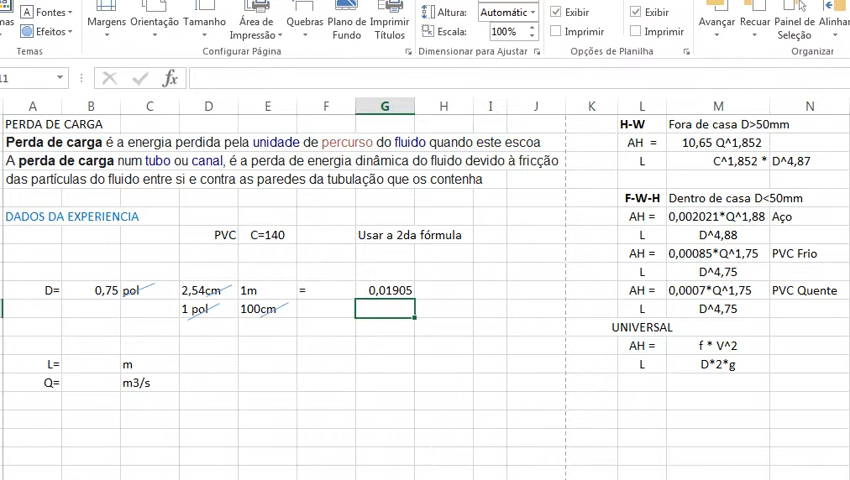 Fontes
Altura:
Automátic
Exibir
Exibir
Efeitos
Margens
Orientação
Tamanho
Área de
Impressão
Quebras
Plano de
Fundo
Imprimir
Títulos
Escala:
100%
Imprimir
Imprimir
Avançar
Recuar
Painel de
Seleção
Alinha
Temas
Configurar Página
Dimensionar para Ajustar
Opções de Planilha
Organizar
11
fx
A B C D E F G H I J K L M N
PERDA DE CARGA
H-W Fora de casa D>50mm
Perda de carga é a energia perdida pela unidade de percurso do fluido quando este escoa
AH = 10,65 Q^1,852
A perda de carga num tubo ou canal, é a perda de energia dinâmica do fluido devido à fricção
L C^1,852 * D^4,87
das partículas do fluido entre si e contra as paredes da tubulação que os contenha
F-W-H Dentro de casa D<50mm
DADOS DA EXPERIENCIA
AH = 0,002021*Q^1,88 Aço
PVC C=140 Usar a 2da fórmula
L D^4,88
AH = 0,00085*Q^1,75 PVC Frio
L D^4,75
D= 0,75 pol 2,54cm 1m = 0,01905
AH = 0,0007*Q^1,75 PVC Quente
1 pol 100cm
L D^4,75
UNIVERSAL
AH = f * V^2
L= m
L D*2*g
Q= m3/s